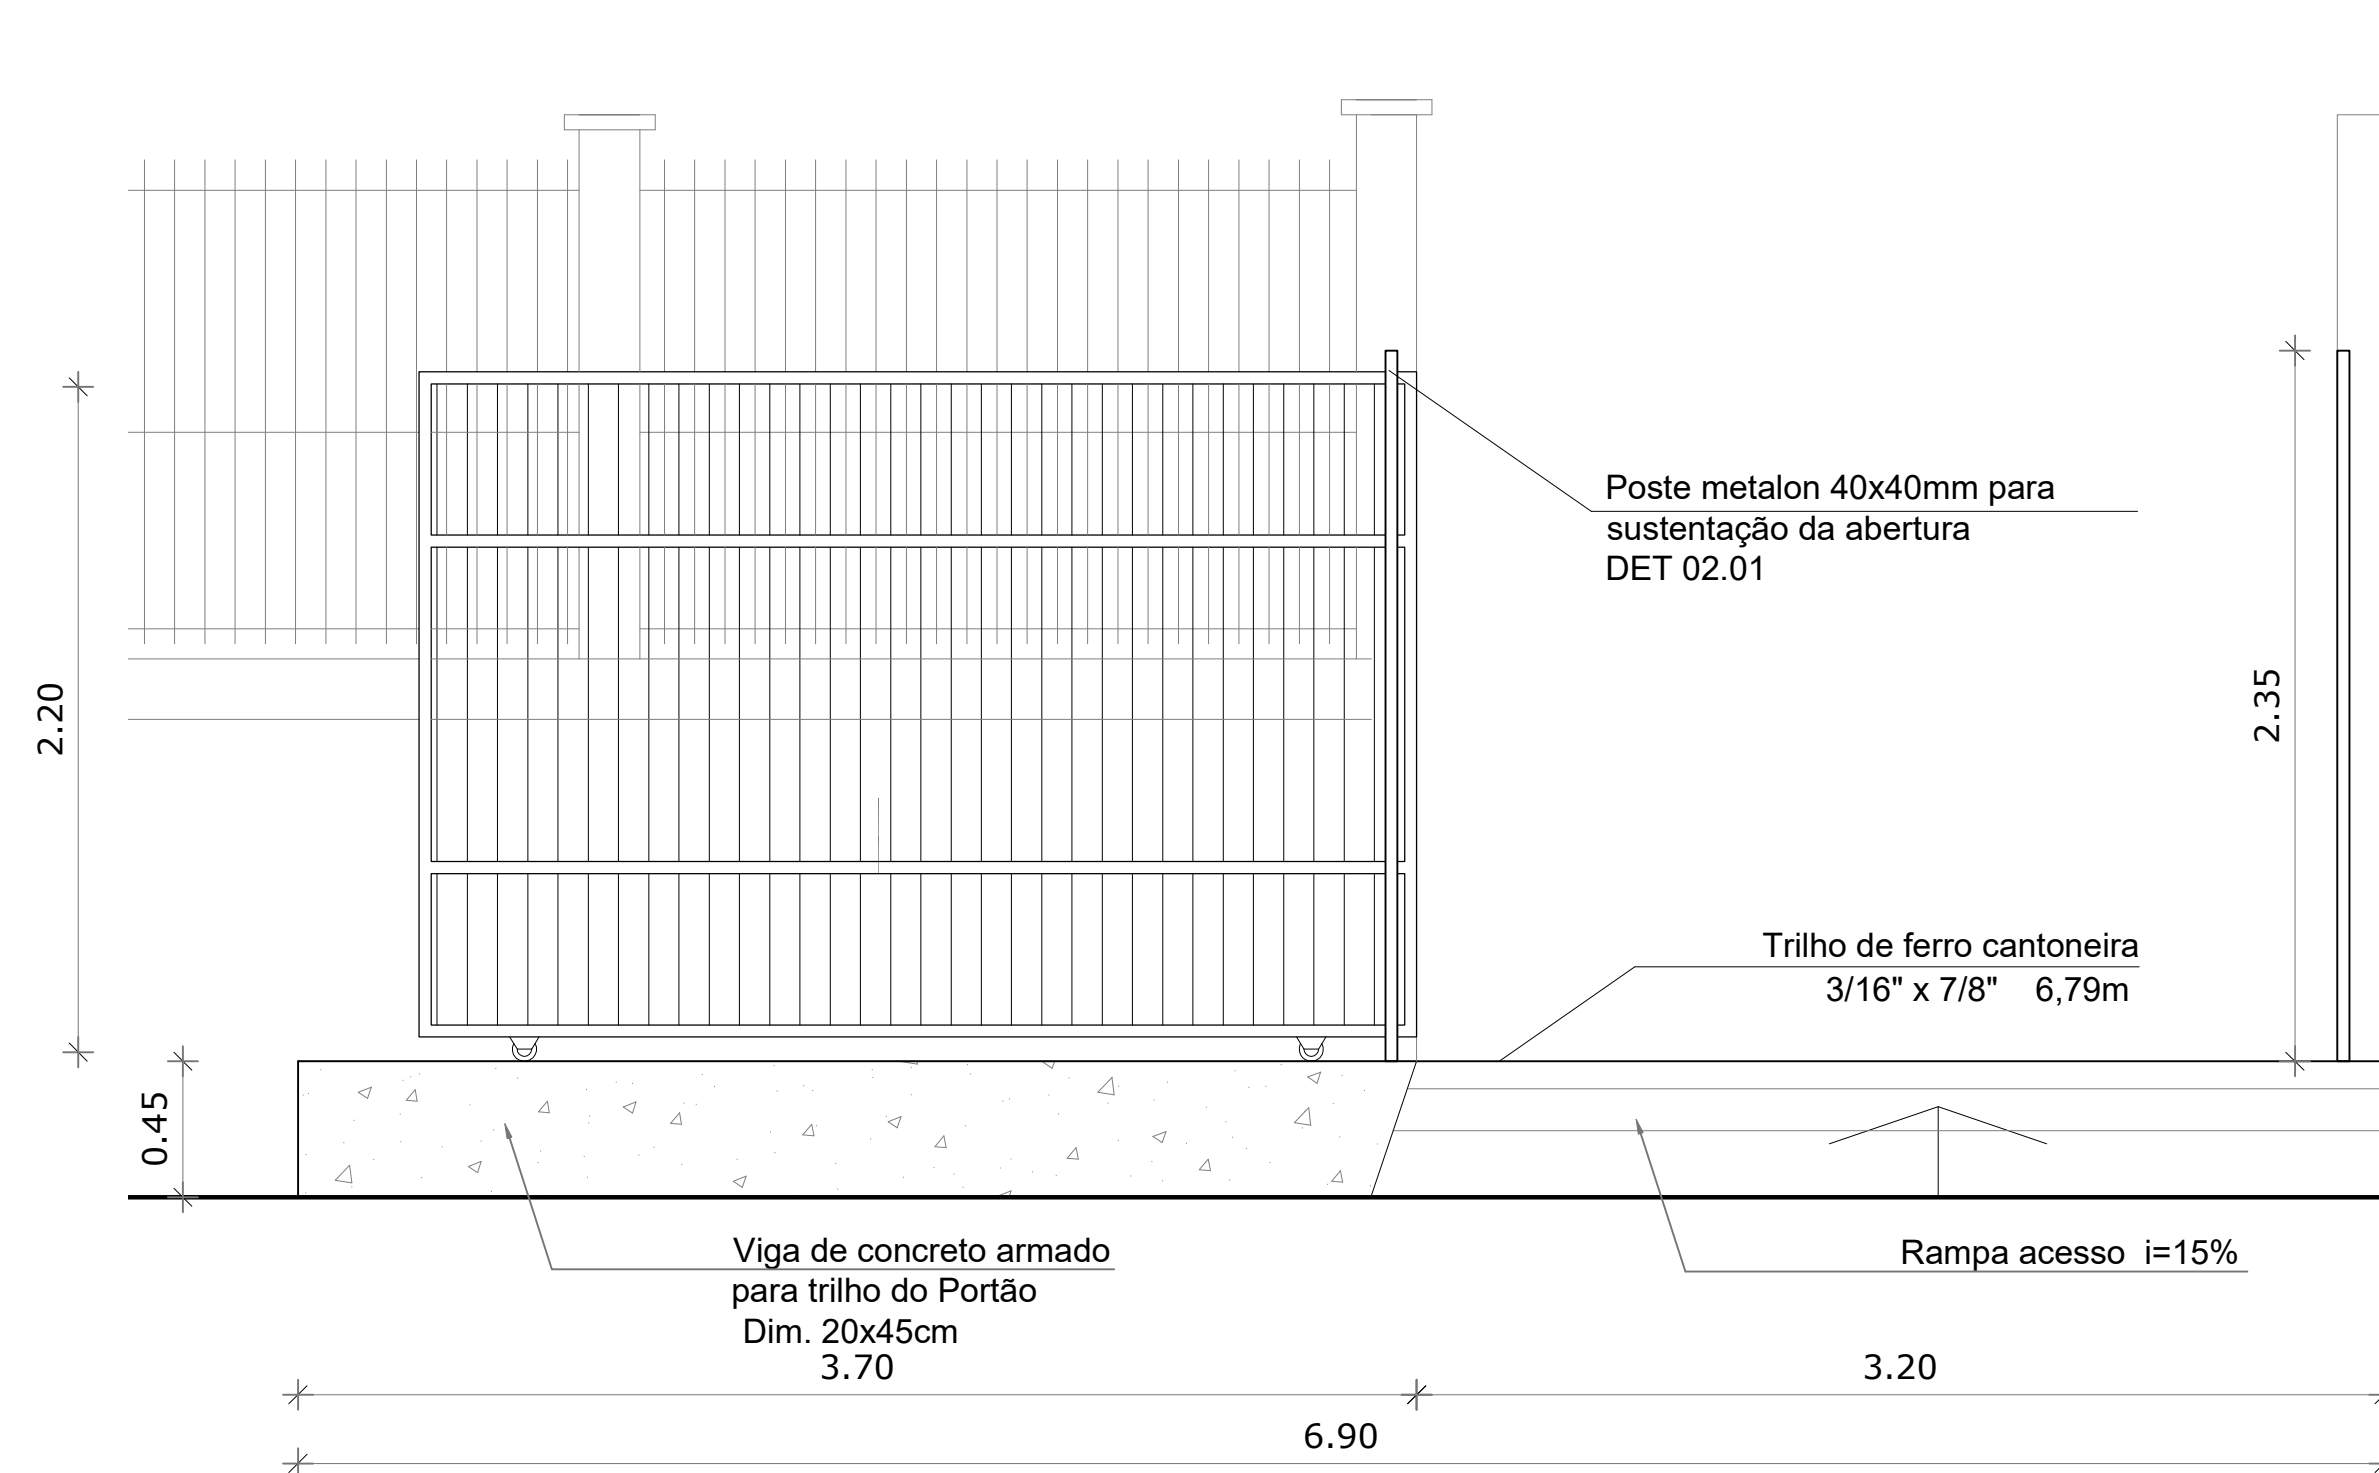 Poste metalon 40x40mm para
sustentação da abertura
DET 02.01
2.20
2.35
Trilho de ferro cantoneira
3/16" x 7/8" 6,79m
0.45
Viga de concreto armado
para trilho do Portão
Dim. 20x45cm
Rampa acesso i=15%
3.70
3.20
6.90